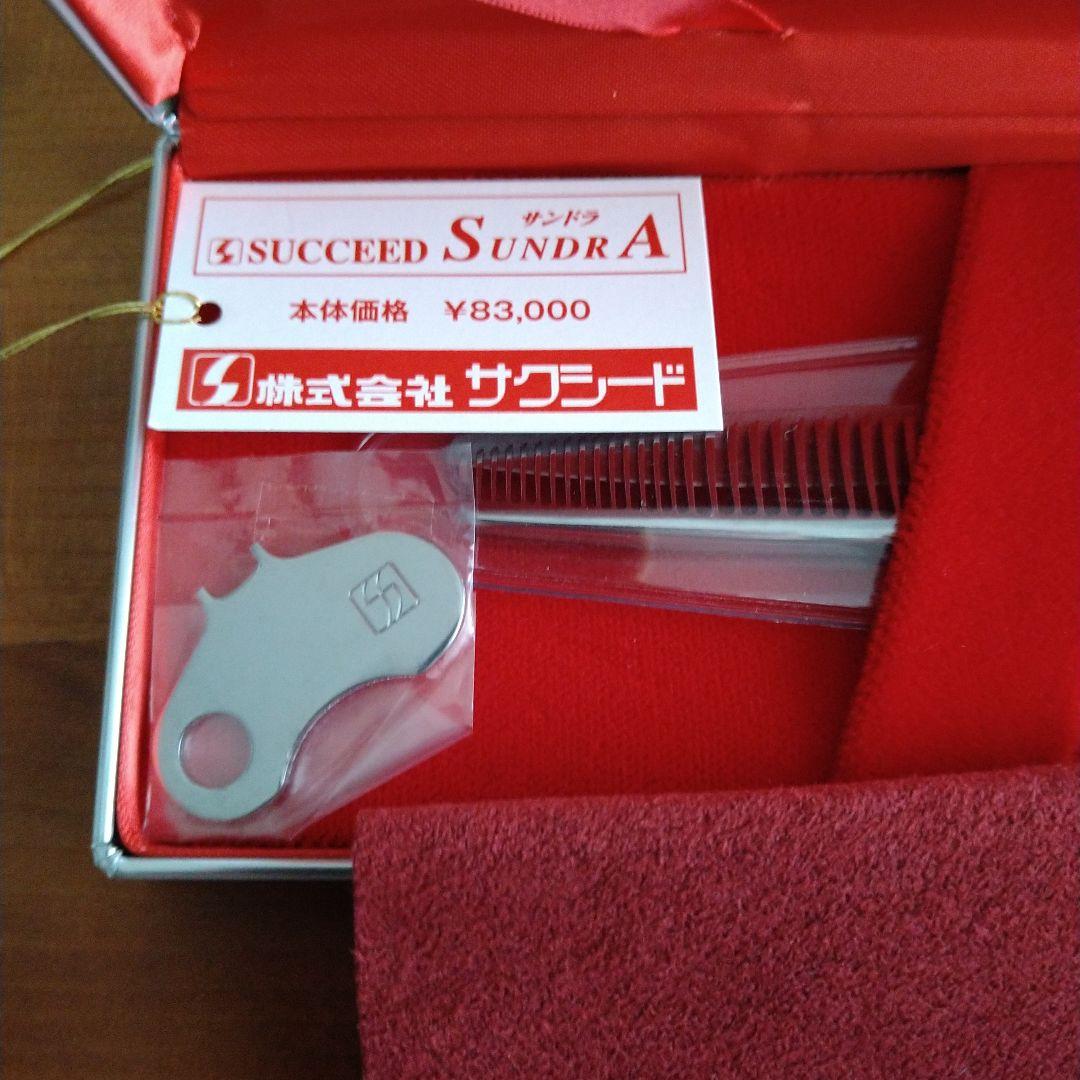 サンドラ
SUCCEED SUNDRA
本体価格 ¥83,000
株式会社 サクシード